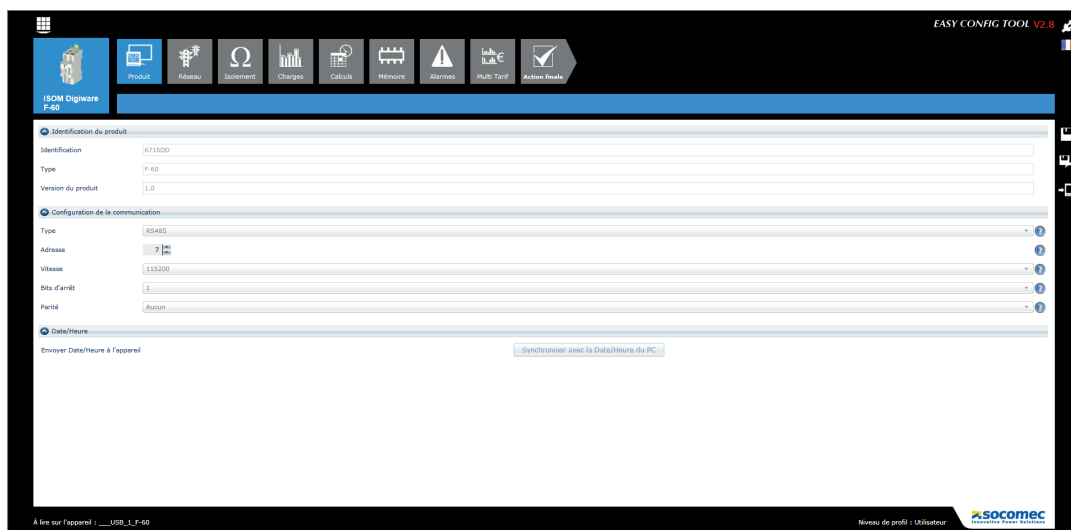 EASY CONFIG TOOL V2.8
Produit
Réseau
Isolement
Charges
Calculs
Mémoire
Alarmes
Multi Tarif
Action finale
ISOM Digiware
F-60
Identification du produit
Identification 6716DD
Type F-60
Version du produit 1.0
Configuration de la communication
Type RS485
Adresse 7
Vitesse 115200
Bits d'arrêt 1
Parité Aucun
Date/Heure
Envoyer Date/Heure à l'appareil Synchroniser avec la Date/Heure du PC
À lire sur l'appareil : ___USB_1_F-60
Niveau de profil : Utilisateur
socomec
Innovative Power Solutions